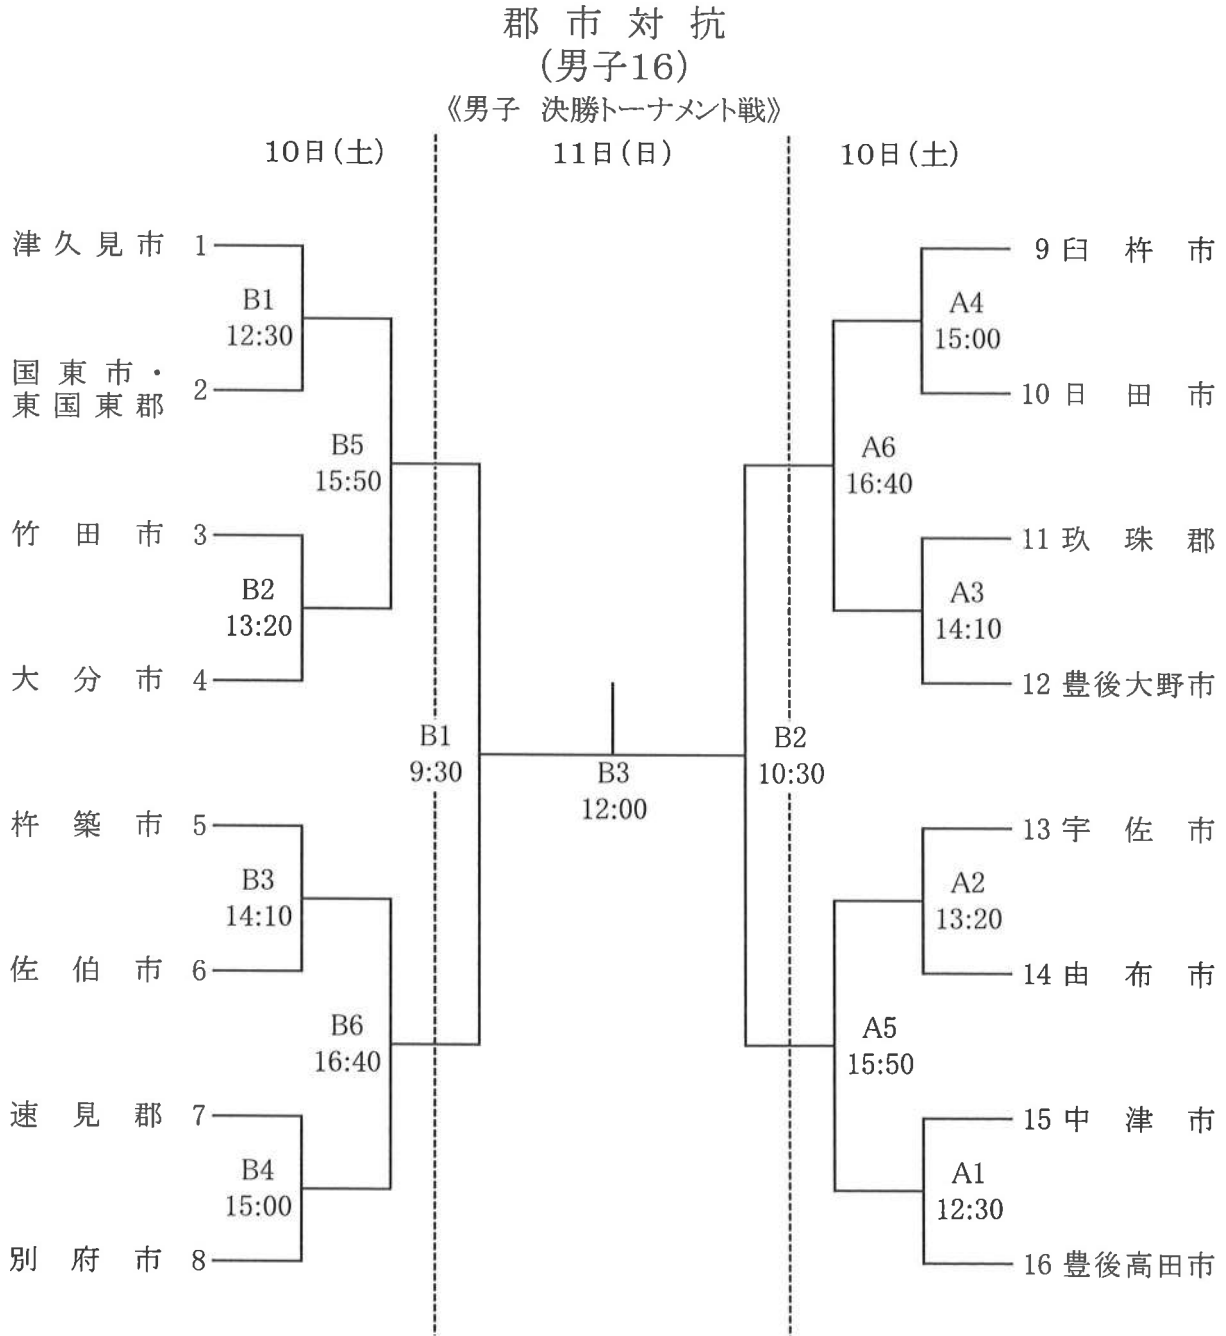 郡市対抗
(男子16)
《男子 決勝トーナメント戦》
10日(土)
11日(日)
10日(土)
津久見市 1
B1
12:30
国東市・
東国東郡 2
B5
15:50
竹田市 3
B2
13:20
大分市 4
B1
9:30
杵築市 5
B3
14:10
佐伯市 6
B6
16:40
速見郡 7
B4
15:00
別府市 8
B3
12:00
9 臼杵市
A4
15:00
10 日田市
A6
16:40
11 玖珠郡
A3
14:10
12 豊後大野市
B2
10:30
13 宇佐市
A2
13:20
14 由布市
A5
15:50
15 中津市
A1
12:30
16 豊後高田市